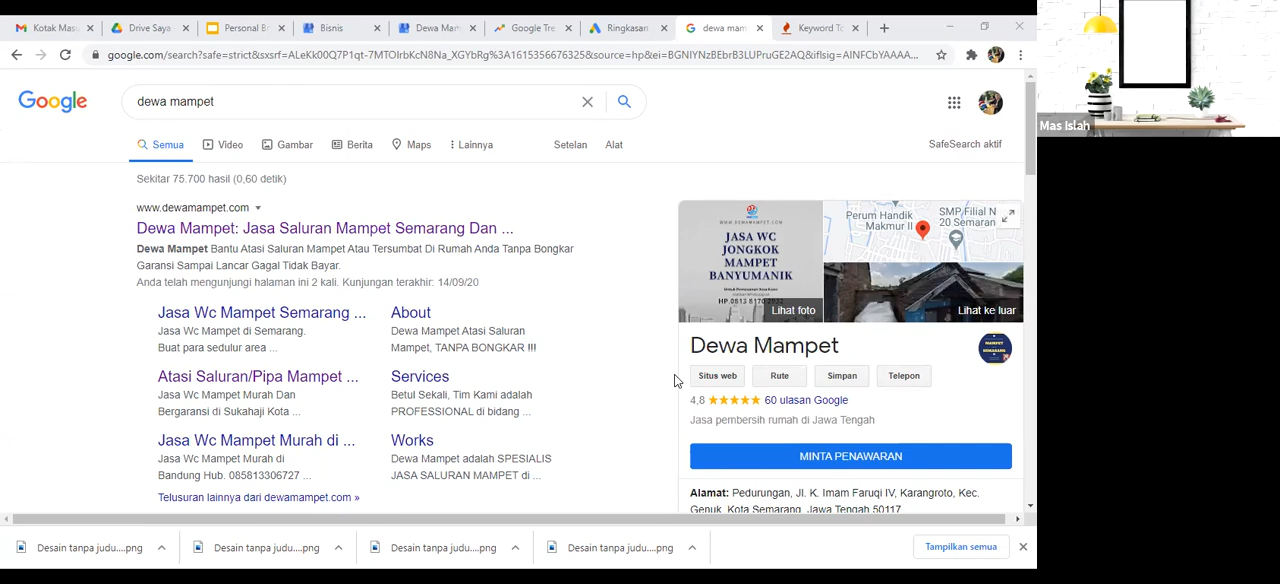 Kotak Mas
Drive Saya
Personal B
Bisnis
Dewa Mam
Google Tre
Ringkasan
dewa mam
Keyword To
google.com/search?safe=strict&sxsrf=
Google
dewa mampet
Semua
Video
Gambar
Berita
Maps
Lainnya
Setelan
Alat
SafeSearch aktif
Sekitar 75.700 hasil (0,60 detik)
www.dewamampet.com
Dewa Mampet: Jasa Saluran Mampet Semarang Dan ...
Dewa Mampet Bantu Atasi Saluran Mampet Atau Tersumbat Di Rumah Anda Tanpa Bongkar
Garansi Sampai Lancar Gagal Tidak Bayar.
Anda telah mengunjungi halaman ini 2 kali. Kunjungan terakhir: 14/09/20
Jasa Wc Mampet Semarang ...
Jasa Wc Mampet di Semarang.
Buat para sedulur area ...
About
Dewa Mampet Atasi Saluran
Mampet, TANPA BONGKAR !!!
Atasi Saluran/Pipa Mampet ...
Jasa Wc Mampet Murah Dan
Bergaransi di Sukahaji Kota ...
Services
Betul Sekali, Tim Kami adalah
PROFESSIONAL di bidang ...
Jasa Wc Mampet Murah di ...
Jasa Wc Mampet Murah di
Bandung Hub. 085813306727 ...
Works
Dewa Mampet adalah SPESIALIS
JASA SALURAN MAMPET di ...
Telusuran lainnya dari dewamampet.com »
WWW.DEWAMAMPET.COM
JASA WC
JONGKOK
MAMPET
BANYUMANIK
Lihat foto
Perum Handik
Makmur II
SMP Filial N
20 Semaran
Lihat ke luar
Dewa Mampet
MAMPET
SEMARANG
Situs web
Rute
Simpan
Telepon
4,8
60 ulasan Google
Jasa pembersih rumah di Jawa Tengah
MINTA PENAWARAN
Alamat: Pedurungan, Jl. K. Imam Faruqi IV, Karangroto, Kec.
Genuk, Kota Semarang, Jawa Tengah 50117
Desain tanpa judu....png
Desain tanpa judu....png
Desain tanpa judu....png
Desain tanpa judu....png
Tampilkan semua
Mas Islah